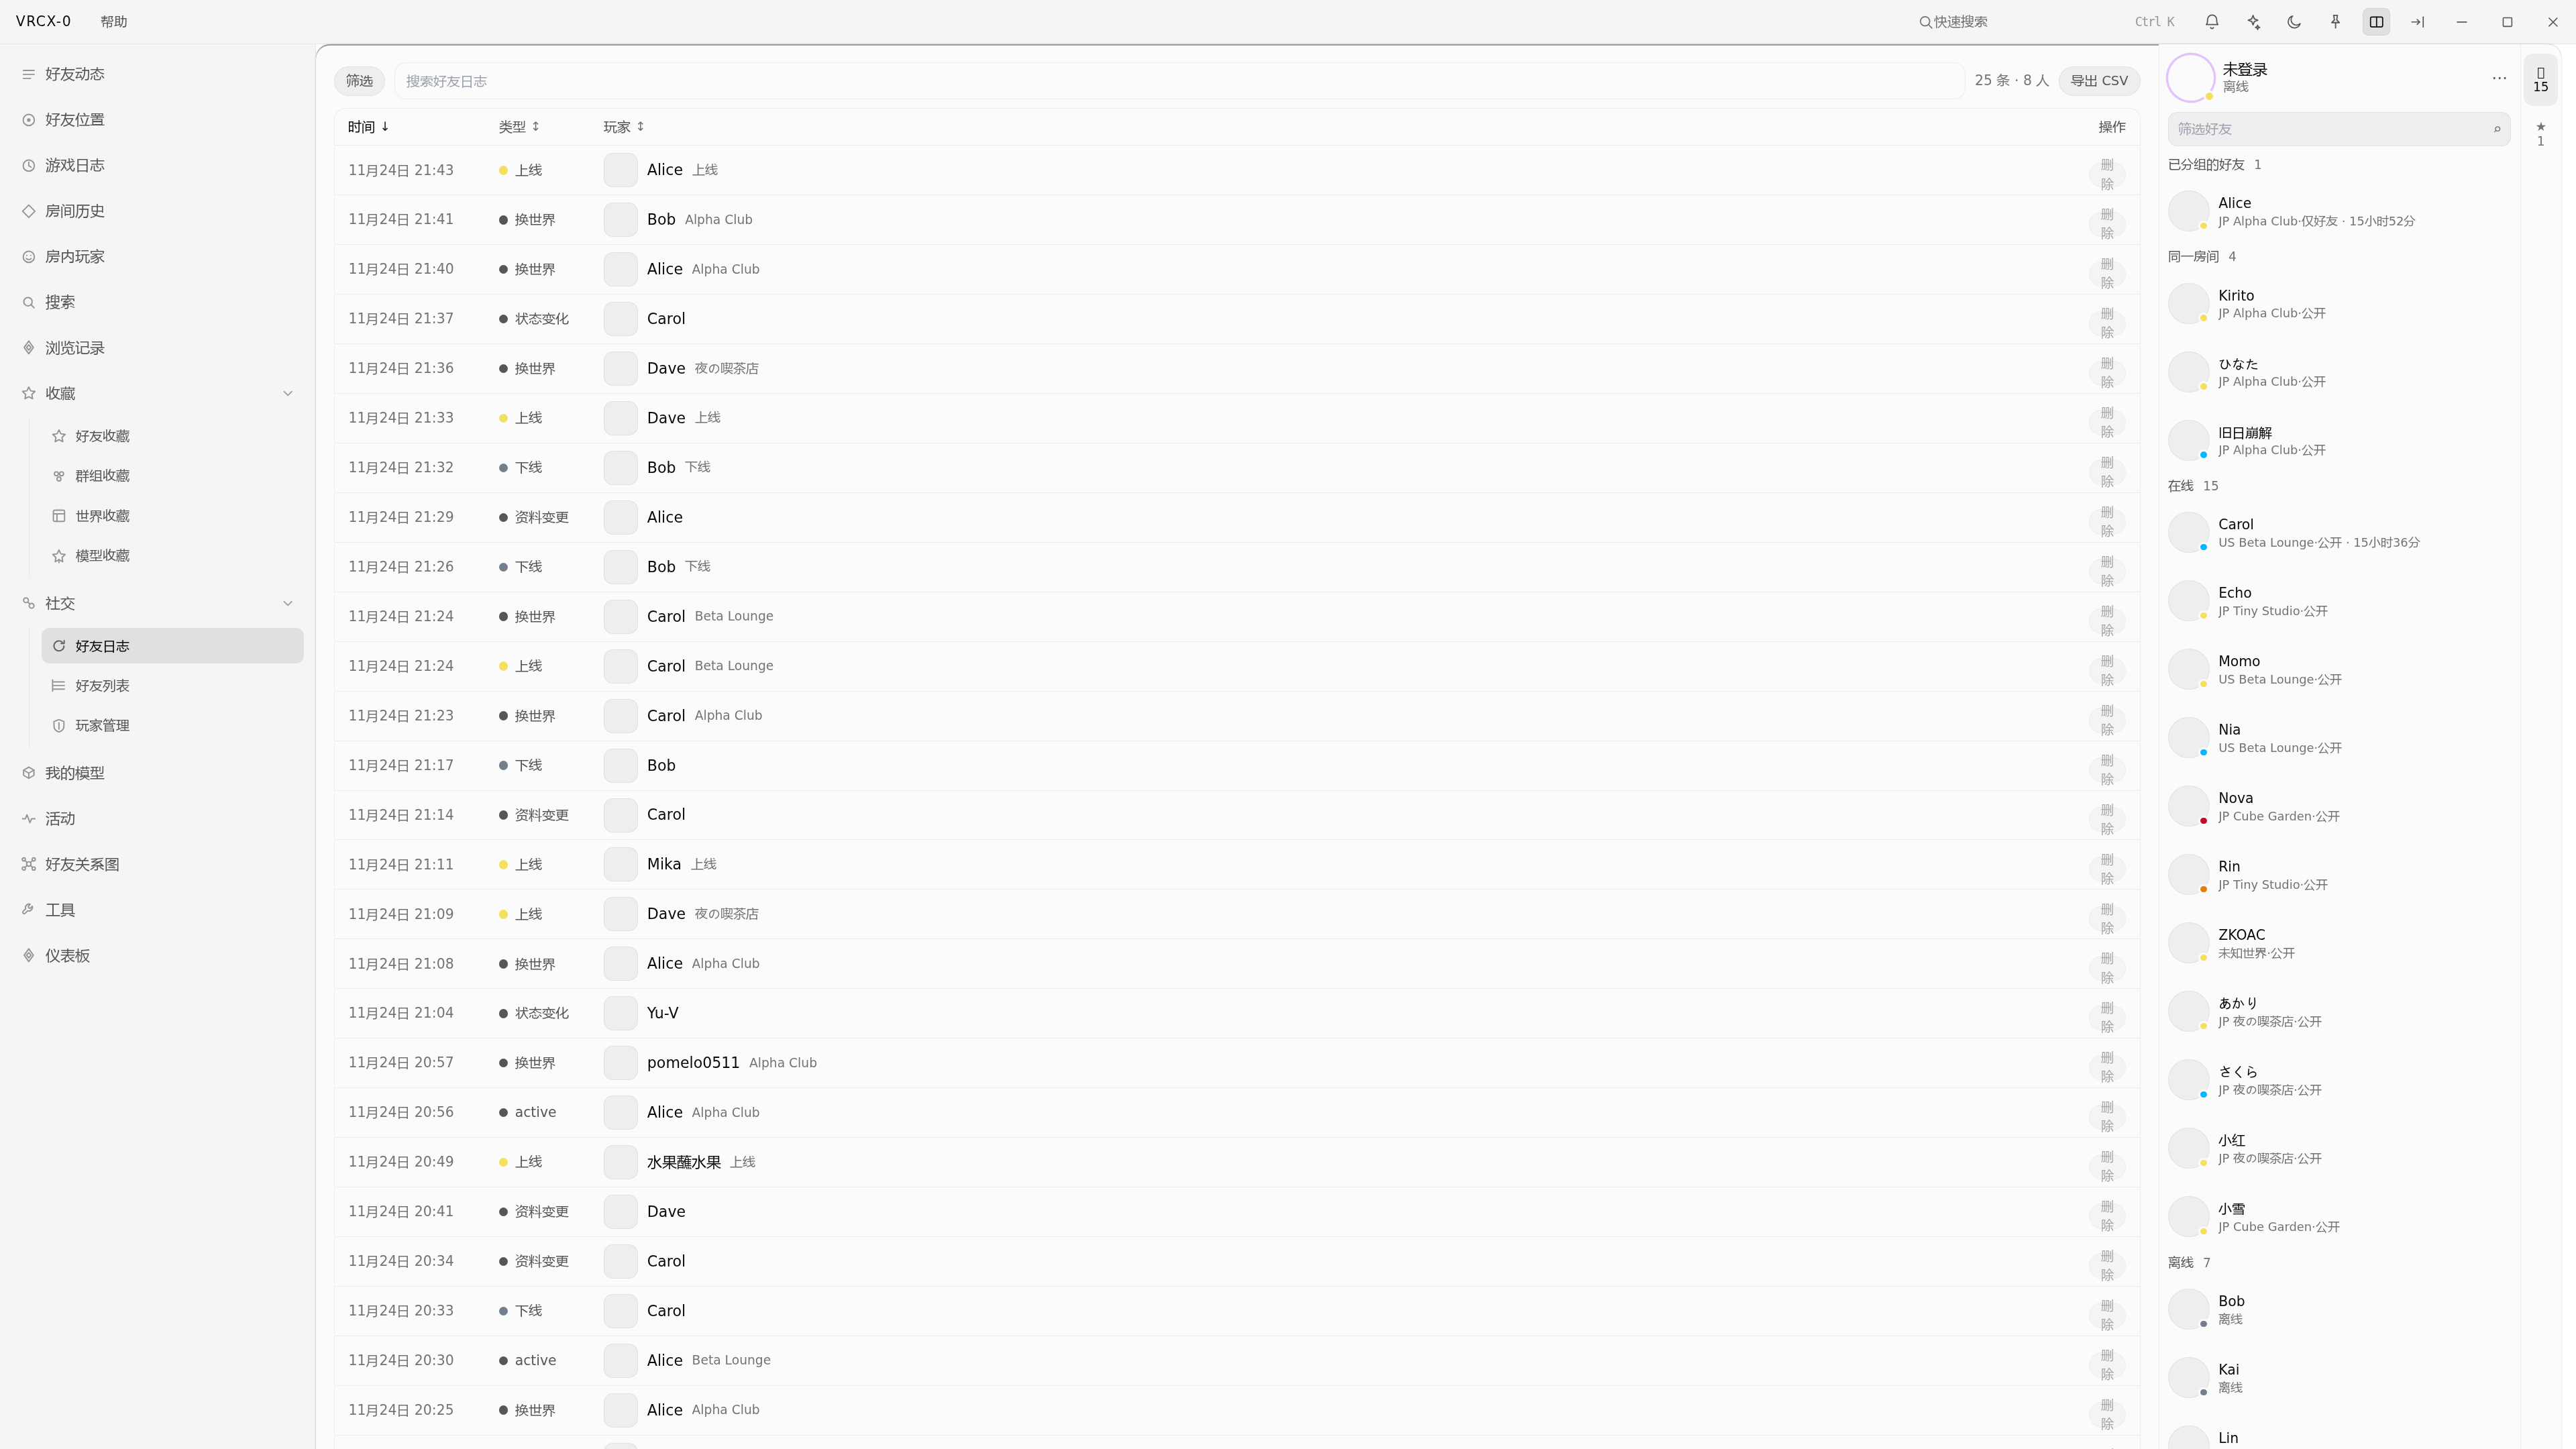 VRCX-0 帮助 快速搜索 Ctrl K
好友动态
好友位置
游戏日志
房间历史
房内玩家
搜索
浏览记录
收藏
好友收藏
群组收藏
世界收藏
模型收藏
社交
好友日志
好友列表
玩家管理
我的模型
活动
好友关系图
工具
仪表板
筛选 搜索好友日志 25 条 · 8 人 导出 CSV
时间 ↓ 类型 ↕ 玩家 ↕ 操作
11月24日 21:43 上线 Alice 上线 删除
11月24日 21:41 换世界 Bob Alpha Club 删除
11月24日 21:40 换世界 Alice Alpha Club 删除
11月24日 21:37 状态变化 Carol 删除
11月24日 21:36 换世界 Dave 夜の喫茶店 删除
11月24日 21:33 上线 Dave 上线 删除
11月24日 21:32 下线 Bob 下线 删除
11月24日 21:29 资料变更 Alice 删除
11月24日 21:26 下线 Bob 下线 删除
11月24日 21:24 换世界 Carol Beta Lounge 删除
11月24日 21:24 上线 Carol Beta Lounge 删除
11月24日 21:23 换世界 Carol Alpha Club 删除
11月24日 21:17 下线 Bob 删除
11月24日 21:14 资料变更 Carol 删除
11月24日 21:11 上线 Mika 上线 删除
11月24日 21:09 上线 Dave 夜の喫茶店 删除
11月24日 21:08 换世界 Alice Alpha Club 删除
11月24日 21:04 状态变化 Yu-V 删除
11月24日 20:57 换世界 pomelo0511 Alpha Club 删除
11月24日 20:56 active Alice Alpha Club 删除
11月24日 20:49 上线 水果蘸水果 上线 删除
11月24日 20:41 资料变更 Dave 删除
11月24日 20:34 资料变更 Carol 删除
11月24日 20:33 下线 Carol 删除
11月24日 20:30 active Alice Beta Lounge 删除
11月24日 20:25 换世界 Alice Alpha Club 删除
未登录
离线
⋯
15
★
1
筛选好友
已分组的好友 1
Alice
JP Alpha Club·仅好友 · 15小时52分
同一房间 4
Kirito
JP Alpha Club·公开
ひなた
JP Alpha Club·公开
旧日崩解
JP Alpha Club·公开
在线 15
Carol
US Beta Lounge·公开 · 15小时36分
Echo
JP Tiny Studio·公开
Momo
US Beta Lounge·公开
Nia
US Beta Lounge·公开
Nova
JP Cube Garden·公开
Rin
JP Tiny Studio·公开
ZKOAC
未知世界·公开
あかり
JP 夜の喫茶店·公开
さくら
JP 夜の喫茶店·公开
小红
JP 夜の喫茶店·公开
小雪
JP Cube Garden·公开
离线 7
Bob
离线
Kai
离线
Lin